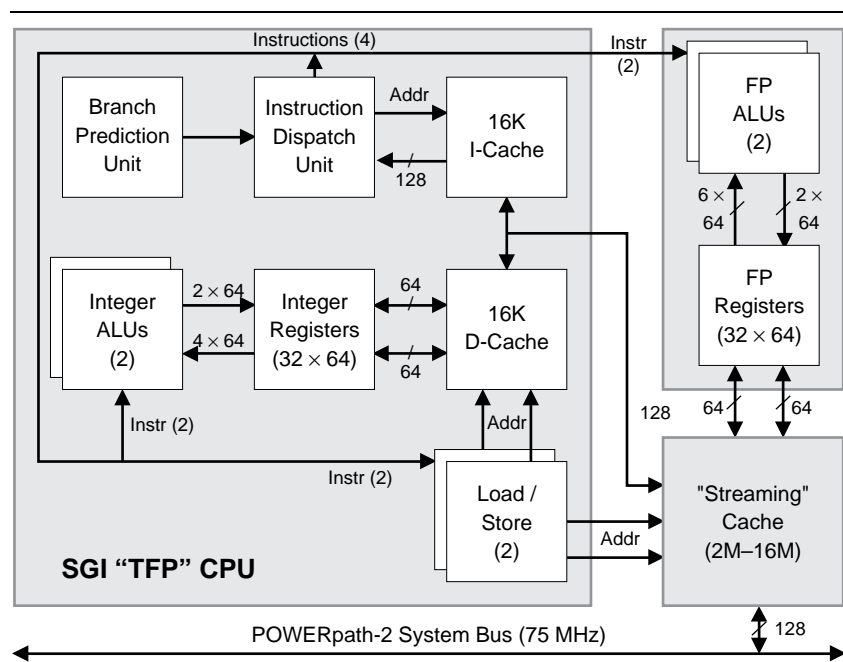 Instructions (4)
Instr
(2)
Branch
Prediction
Unit
Instruction
Dispatch
Unit
Addr
128
16K
I-Cache
FP
ALUs
(2)
6 ×
64
2 ×
64
Integer
ALUs
(2)
2 × 64
4 × 64
Integer
Registers
(32 × 64)
64
64
16K
D-Cache
FP
Registers
(32 × 64)
Instr (2)
Addr
128
64
64
Instr (2)
Load /
Store
(2)
Addr
"Streaming"
Cache
(2M–16M)
SGI “TFP” CPU
POWERpath-2 System Bus (75 MHz)
128